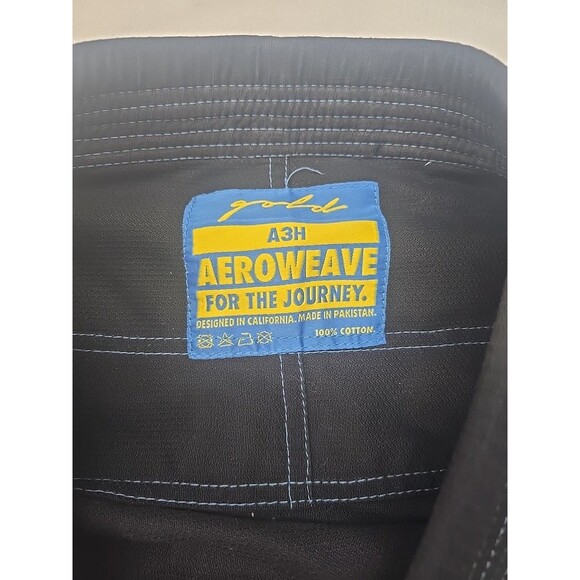 gold
A3H
AEROWEAVE
FOR THE JOURNEY.
DESIGNED IN CALIFORNIA. MADE IN PAKISTAN.
100% COTTON.